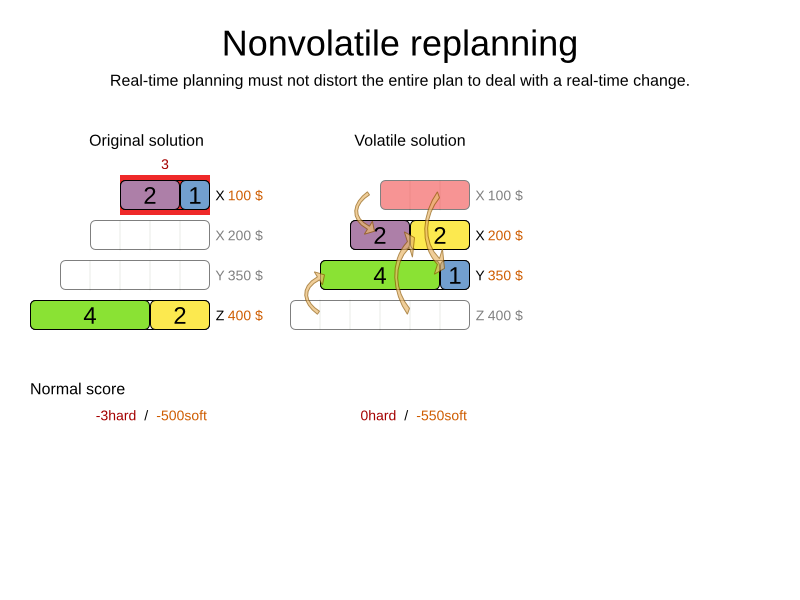 Nonvolatile replanning
Real-time planning must not distort the entire plan to deal with a real-time change.
Original solution
3
2 1 X 100 $
X 200 $
Y 350 $
4 2 Z 400 $
Volatile solution
X 100 $
2 2 X 200 $
4 1 Y 350 $
Z 400 $
Normal score
-3hard / -500soft
0hard / -550soft